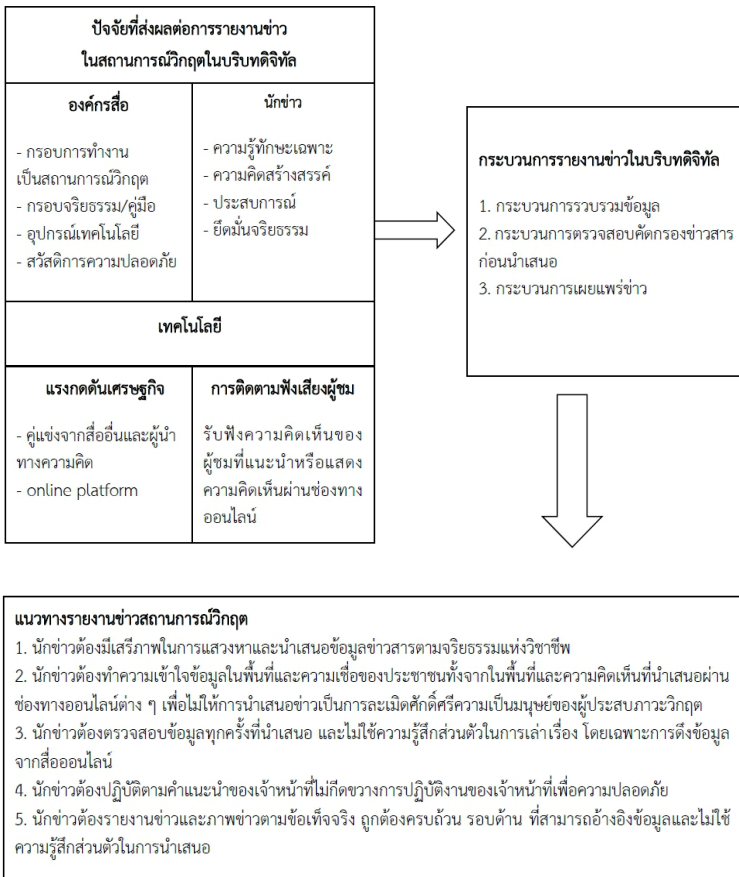 ปัจจัยที่ส่งผลต่อการรายงานข่าว
ในสถานการณ์วิกฤตในบริบทดิจิทัล
องค์กรสื่อ
- กรอบการทำงาน
เป็นสถานการณ์วิกฤต
- กรอบจริยธรรม/คู่มือ
- อุปกรณ์เทคโนโลยี
- สวัสดิการความปลอดภัย
นักข่าว
- ความรู้ทักษะเฉพาะ
- ความคิดสร้างสรรค์
- ประสบการณ์
- ยึดมั่นจริยธรรม
เทคโนโลยี
แรงกดดันเศรษฐกิจ
- คู่แข่งจากสื่ออื่นและผู้นำ
ทางความคิด
- online platform
การติดตามฟังเสียงผู้ชม
รับฟังความคิดเห็นของ
ผู้ชมที่แนะนำหรือแสดง
ความคิดเห็นผ่านช่องทาง
ออนไลน์
กระบวนการรายงานข่าวในบริบทดิจิทัล
1. กระบวนการรวบรวมข้อมูล
2. กระบวนการตรวจสอบคัดกรองข่าวสาร
ก่อนนำเสนอ
3. กระบวนการเผยแพร่ข่าว
แนวทางรายงานข่าวสถานการณ์วิกฤต
1. นักข่าวต้องมีเสรีภาพในการแสวงหาและนำเสนอข้อมูลข่าวสารตามจริยธรรมแห่งวิชาชีพ
2. นักข่าวต้องทำความเข้าใจข้อมูลในพื้นที่และความเชื่อของประชาชนทั้งจากในพื้นที่และความคิดเห็นที่นำเสนอผ่าน
ช่องทางออนไลน์ต่าง ๆ เพื่อไม่ให้การนำเสนอข่าวเป็นการละเมิดศักดิ์ศรีความเป็นมนุษย์ของผู้ประสบภาวะวิกฤต
3. นักข่าวต้องตรวจสอบข้อมูลทุกครั้งที่นำเสนอ และไม่ใช้ความรู้สึกส่วนตัวในการเล่าเรื่อง โดยเฉพาะการดึงข้อมูล
จากสื่อออนไลน์
4. นักข่าวต้องปฏิบัติตามคำแนะนำของเจ้าหน้าที่ไม่กีดขวางการปฏิบัติงานของเจ้าหน้าที่เพื่อความปลอดภัย
5. นักข่าวต้องรายงานข่าวและภาพข่าวตามข้อเท็จจริง ถูกต้องครบถ้วน รอบด้าน ที่สามารถอ้างอิงข้อมูลและไม่ใช้
ความรู้สึกส่วนตัวในการนำเสนอ